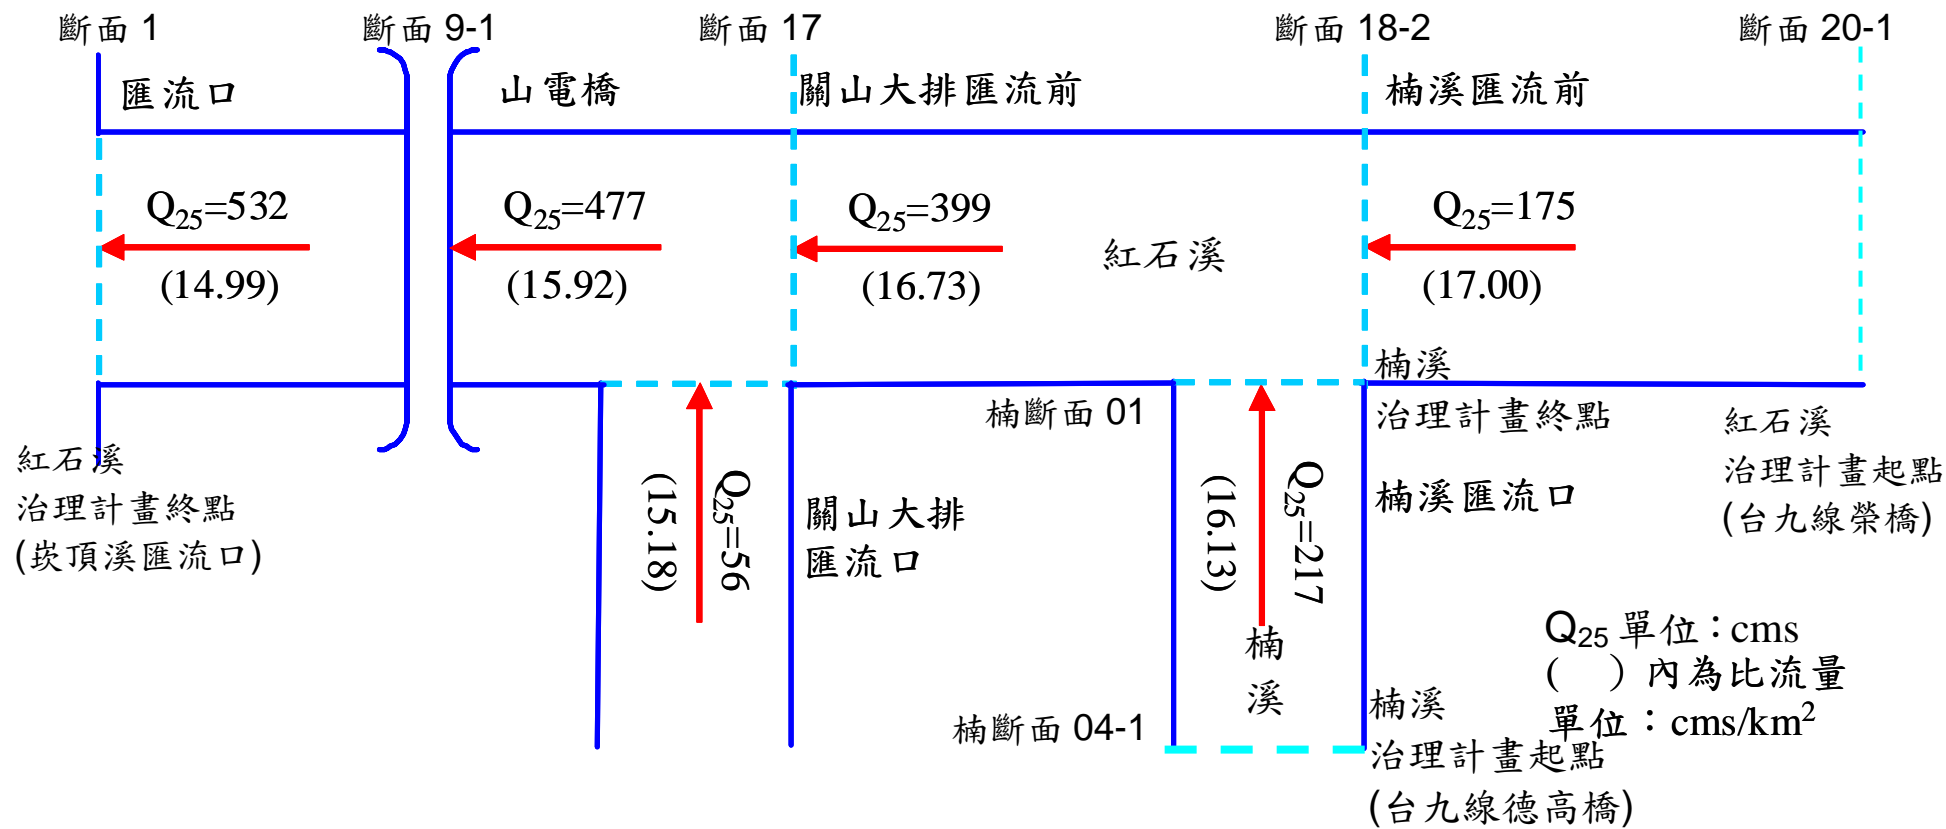 斷面 1
斷面 9-1
斷面 17
斷面 18-2
斷面 20-1
匯流口
山電橋
關山大排匯流前
楠溪匯流前
Q25=532
(14.99)
Q25=477
(15.92)
Q25=399
(16.73)
紅石溪
Q25=175
(17.00)
紅石溪
治理計畫終點
(崁頂溪匯流口)
Q25=56
(15.18)
關山大排
匯流口
楠斷面 01
Q25=217
(16.13)
楠
溪
楠斷面 04-1
楠溪
治理計畫終點
楠溪匯流口
紅石溪
治理計畫起點
(台九線榮橋)
楠溪
治理計畫起點
(台九線德高橋)
Q25 單位：cms
(　) 內為比流量
單位：cms/km²